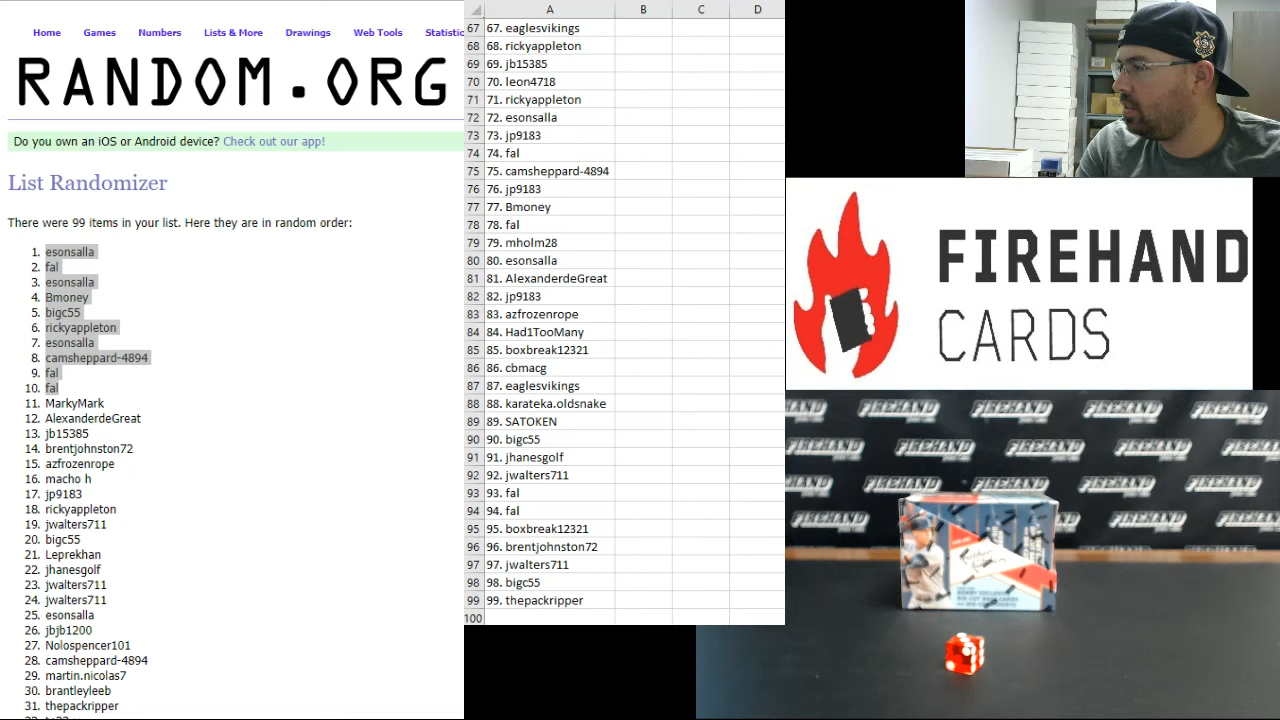 Home Games Numbers Lists & More Drawings Web Tools Statistic
RANDOM.ORG
Do you own an iOS or Android device? Check out our app!
List Randomizer
There were 99 items in your list. Here they are in random order:
1. esonsalla
2. fal
3. esonsalla
4. Bmoney
5. bigc55
6. rickyappleton
7. esonsalla
8. camsheppard-4894
9. fal
10. fal
11. MarkyMark
12. AlexanderdeGreat
13. jb15385
14. brentjohnston72
15. azfrozenrope
16. macho h
17. jp9183
18. rickyappleton
19. jwalters711
20. bigc55
21. Leprekhan
22. jhanesgolf
23. jwalters711
24. jwalters711
25. esonsalla
26. jbjb1200
27. Nolospencer101
28. camsheppard-4894
29. martin.nicolas7
30. brantleyleeb
31. thepackripper
A B C D
67 67. eaglesvikings
68 68. rickyappleton
69 69. jb15385
70 70. leon4718
71 71. rickyappleton
72 72. esonsalla
73 73. jp9183
74 74. fal
75 75. camsheppard-4894
76 76. jp9183
77 77. Bmoney
78 78. fal
79 79. mholm28
80 80. esonsalla
81 81. AlexanderdeGreat
82 82. jp9183
83 83. azfrozenrope
84 84. Had1TooMany
85 85. boxbreak12321
86 86. cbmacg
87 87. eaglesvikings
88 88. karateka.oldsnake
89 89. SATOKEN
90 90. bigc55
91 91. jhanesgolf
92 92. jwalters711
93 93. fal
94 94. fal
95 95. boxbreak12321
96 96. brentjohnston72
97 97. jwalters711
98 98. bigc55
99 99. thepackripper
100
FIREHAND
CARDS
FIREHAND FIREHAND FIREHAND
FIREHAND FIREHAND FIREHAND